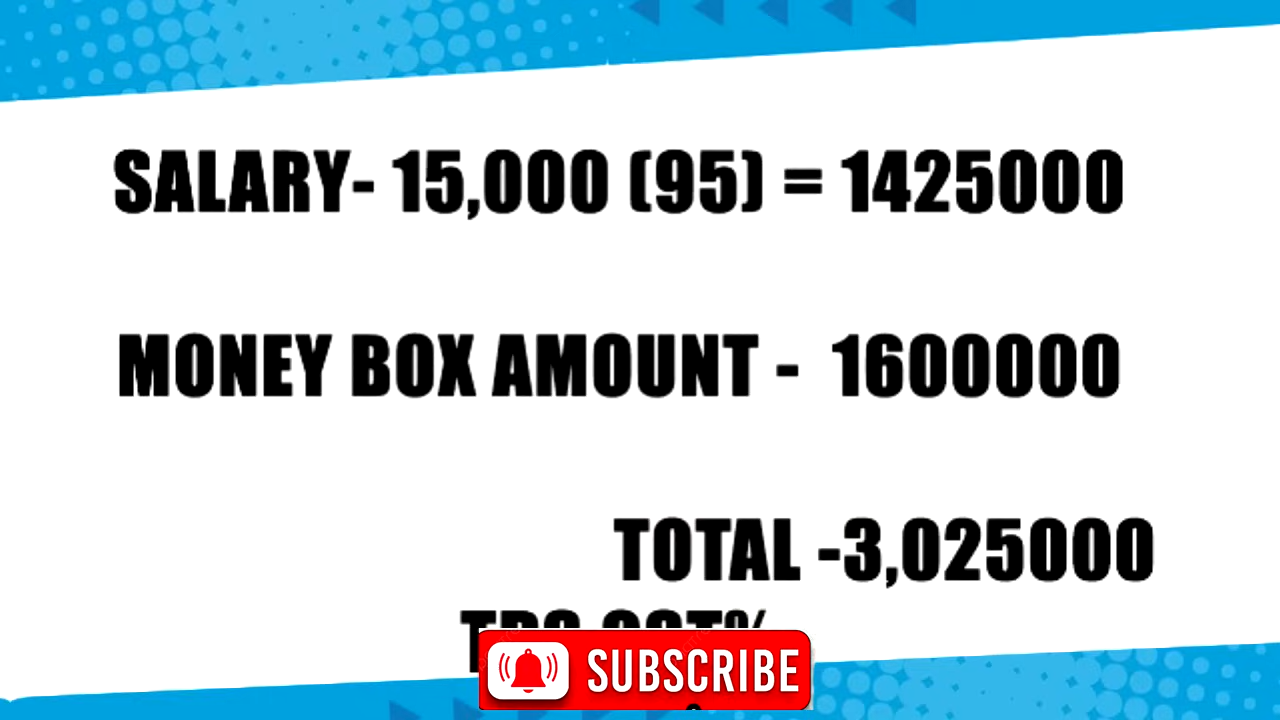 SALARY- 15,000 (95) = 1425000
MONEY BOX AMOUNT - 1600000
TOTAL -3,025000
SUBSCRIBE